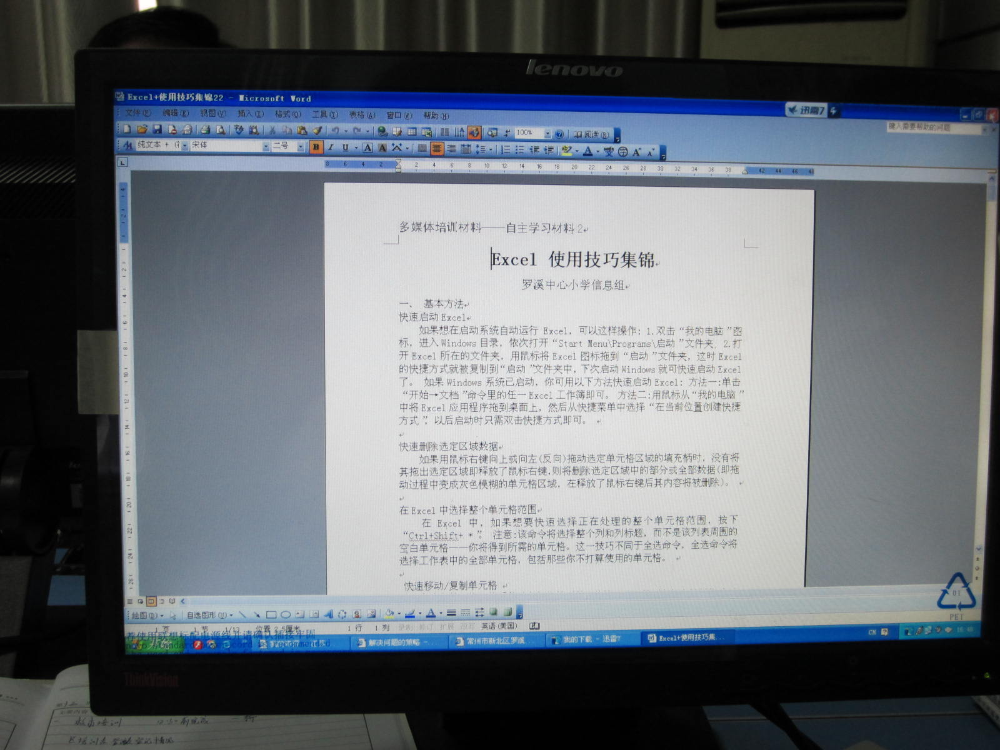 lenovo
Excel+使用技巧集锦22 - Microsoft Word
迅雷7
文件(F) 编辑(E) 视图(V) 插入(I) 格式(O) 工具(T) 表格(A) 窗口(W) 帮助(H)
键入需要帮助的问题
100% 阅读(R)
纯文本 + 宋体 二号 B I U A A
8 6 4 2 2 4 6 8 10 12 14 16 18 20 22 24 26 28 30 32 34 36 38 42 44 46 48
多媒体培训材料——自主学习材料2
Excel 使用技巧集锦
罗溪中心小学信息组
一、 基本方法
快速启动Excel
如果想在启动系统自动运行 Excel，可以这样操作：1.双击“我的电脑”图
标，进入Windows目录，依次打开“Start Menu\Programs\启动”文件夹。2.打
开Excel所在的文件夹，用鼠标将Excel图标拖到“启动”文件夹，这时Excel
的快捷方式就被复制到“启动”文件夹中，下次启动Windows就可快速启动Excel
了。 如果Windows系统已启动，你可用以下方法快速启动Excel：方法一:单击
“开始→文档”命令里的任一Excel工作簿即可。 方法二:用鼠标从“我的电脑”
中将Excel应用程序拖到桌面上，然后从快捷菜单中选择“在当前位置创建快捷
方式”，以后启动时只需双击快捷方式即可。
快速删除选定区域数据
如果用鼠标右键向上或向左(反向)拖动选定单元格区域的填充柄时，没有将
其拖出选定区域即释放了鼠标右键,则将删除选定区域中的部分或全部数据(即拖
动过程中变成灰色模糊的单元格区域，在释放了鼠标右键后其内容将被删除)。
在Excel中选择整个单元格范围
在 Excel 中，如果想要快速选择正在处理的整个单元格范围，按下
“Ctrl+Shift+ *”。 注意:该命令将选择整个列和列标题，而不是该列表周围的
空白单元格——你将得到所需的单元格。这一技巧不同于全选命令，全选命令将
选择工作表中的全部单元格，包括那些你不打算使用的单元格。
快速移动/复制单元格
绘图(D) 自选图形(U)
1 页 1 节 1/13 位置 2.5厘米 1 行 1 列 录制 修订 扩展 改写 英语(美国)
解决问题的策略 - ... 常州市新北区罗溪... 我的下载 - 迅雷7 Excel+使用技巧集... CH
is recommended
01
PET
ThinkVision